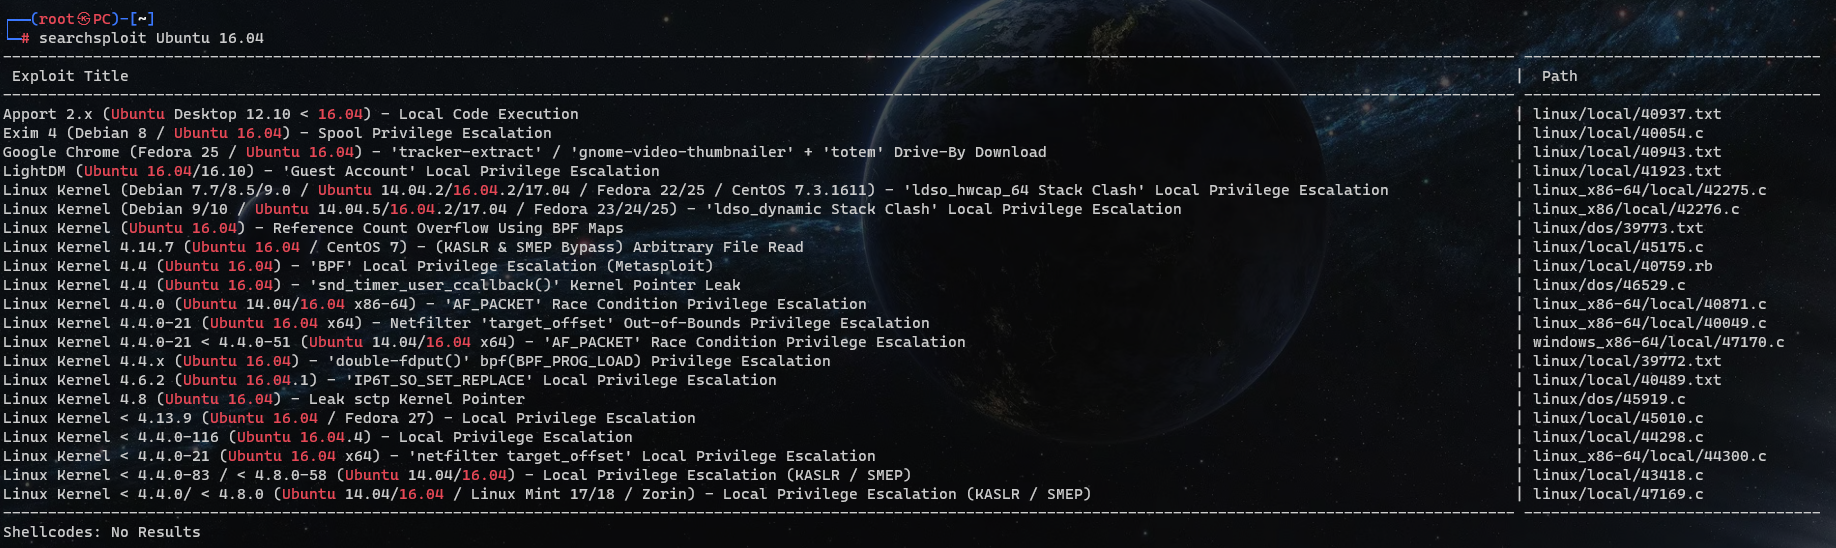 ┌──(root㉿PC)-[~]
└─# searchsploit Ubuntu 16.04
Exploit Title | Path
Apport 2.x (Ubuntu Desktop 12.10 < 16.04) - Local Code Execution | linux/local/40937.txt
Exim 4 (Debian 8 / Ubuntu 16.04) - Spool Privilege Escalation | linux/local/40054.c
Google Chrome (Fedora 25 / Ubuntu 16.04) - 'tracker-extract' / 'gnome-video-thumbnailer' + 'totem' Drive-By Download | linux/local/40943.txt
LightDM (Ubuntu 16.04/16.10) - 'Guest Account' Local Privilege Escalation | linux/local/41923.txt
Linux Kernel (Debian 7.7/8.5/9.0 / Ubuntu 14.04.2/16.04.2/17.04 / Fedora 22/25 / CentOS 7.3.1611) - 'ldso_hwcap_64 Stack Clash' Local Privilege Escalation | linux_x86-64/local/42275.c
Linux Kernel (Debian 9/10 / Ubuntu 14.04.5/16.04.2/17.04 / Fedora 23/24/25) - 'ldso_dynamic Stack Clash' Local Privilege Escalation | linux_x86/local/42276.c
Linux Kernel (Ubuntu 16.04) - Reference Count Overflow Using BPF Maps | linux/dos/39773.txt
Linux Kernel 4.14.7 (Ubuntu 16.04 / CentOS 7) - (KASLR & SMEP Bypass) Arbitrary File Read | linux/local/45175.c
Linux Kernel 4.4 (Ubuntu 16.04) - 'BPF' Local Privilege Escalation (Metasploit) | linux/local/40759.rb
Linux Kernel 4.4 (Ubuntu 16.04) - 'snd_timer_user_ccallback()' Kernel Pointer Leak | linux/dos/46529.c
Linux Kernel 4.4.0 (Ubuntu 14.04/16.04 x86-64) - 'AF_PACKET' Race Condition Privilege Escalation | linux_x86-64/local/40871.c
Linux Kernel 4.4.0-21 (Ubuntu 16.04 x64) - Netfilter 'target_offset' Out-of-Bounds Privilege Escalation | linux_x86-64/local/40049.c
Linux Kernel 4.4.0-21 < 4.4.0-51 (Ubuntu 14.04/16.04 x64) - 'AF_PACKET' Race Condition Privilege Escalation | windows_x86-64/local/47170.c
Linux Kernel 4.4.x (Ubuntu 16.04) - 'double-fdput()' bpf(BPF_PROG_LOAD) Privilege Escalation | linux/local/39772.txt
Linux Kernel 4.6.2 (Ubuntu 16.04.1) - 'IP6T_SO_SET_REPLACE' Local Privilege Escalation | linux/local/40489.txt
Linux Kernel 4.8 (Ubuntu 16.04) - Leak sctp Kernel Pointer | linux/dos/45919.c
Linux Kernel < 4.13.9 (Ubuntu 16.04 / Fedora 27) - Local Privilege Escalation | linux/local/45010.c
Linux Kernel < 4.4.0-116 (Ubuntu 16.04.4) - Local Privilege Escalation | linux/local/44298.c
Linux Kernel < 4.4.0-21 (Ubuntu 16.04 x64) - 'netfilter target_offset' Local Privilege Escalation | linux_x86-64/local/44300.c
Linux Kernel < 4.4.0-83 / < 4.8.0-58 (Ubuntu 14.04/16.04) - Local Privilege Escalation (KASLR / SMEP) | linux/local/43418.c
Linux Kernel < 4.4.0/ < 4.8.0 (Ubuntu 14.04/16.04 / Linux Mint 17/18 / Zorin) - Local Privilege Escalation (KASLR / SMEP) | linux/local/47169.c
Shellcodes: No Results